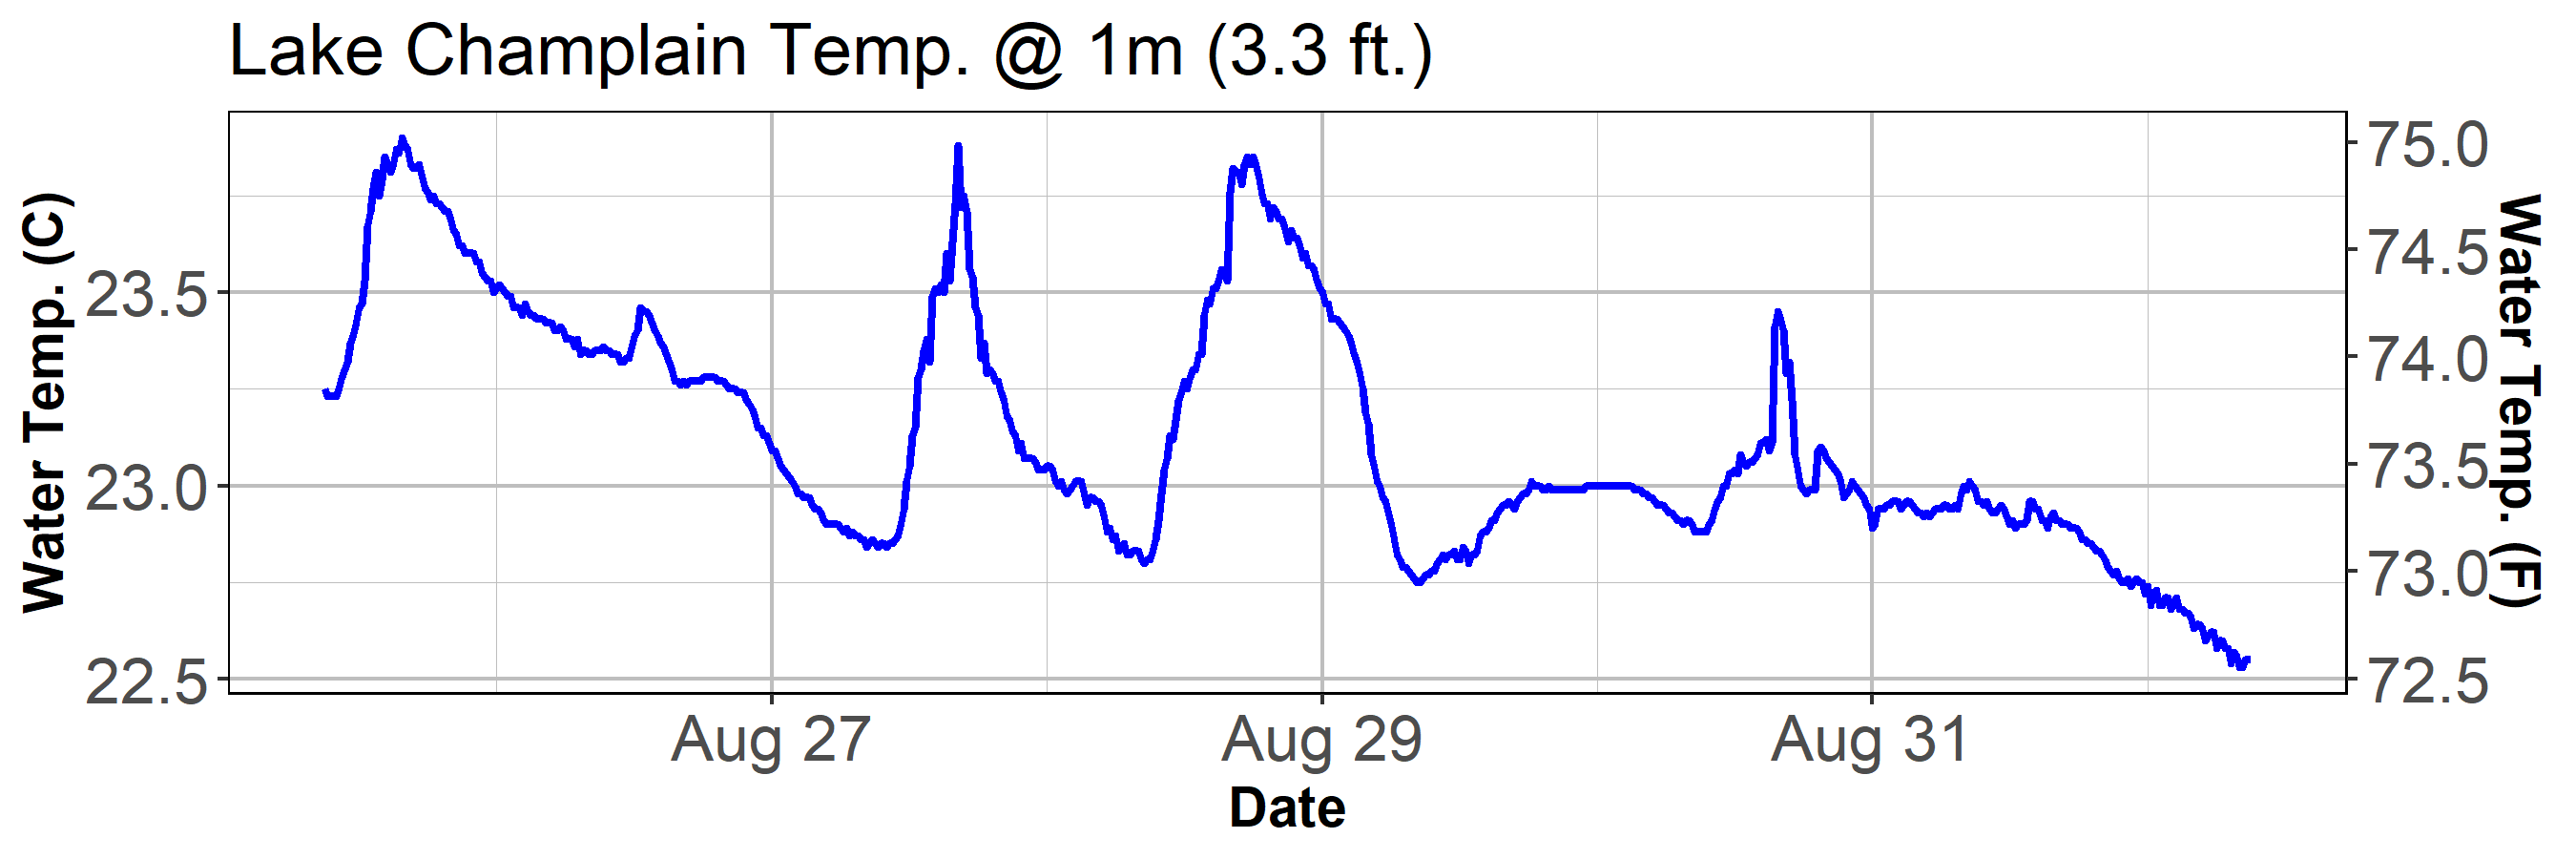 Lake Champlain Temp. @ 1m (3.3 ft.)
Water Temp. (C)
23.5
23.0
22.5
75.0
74.5
74.0
73.5
73.0
72.5
Water Temp. (F)
Aug 27
Aug 29
Aug 31
Date